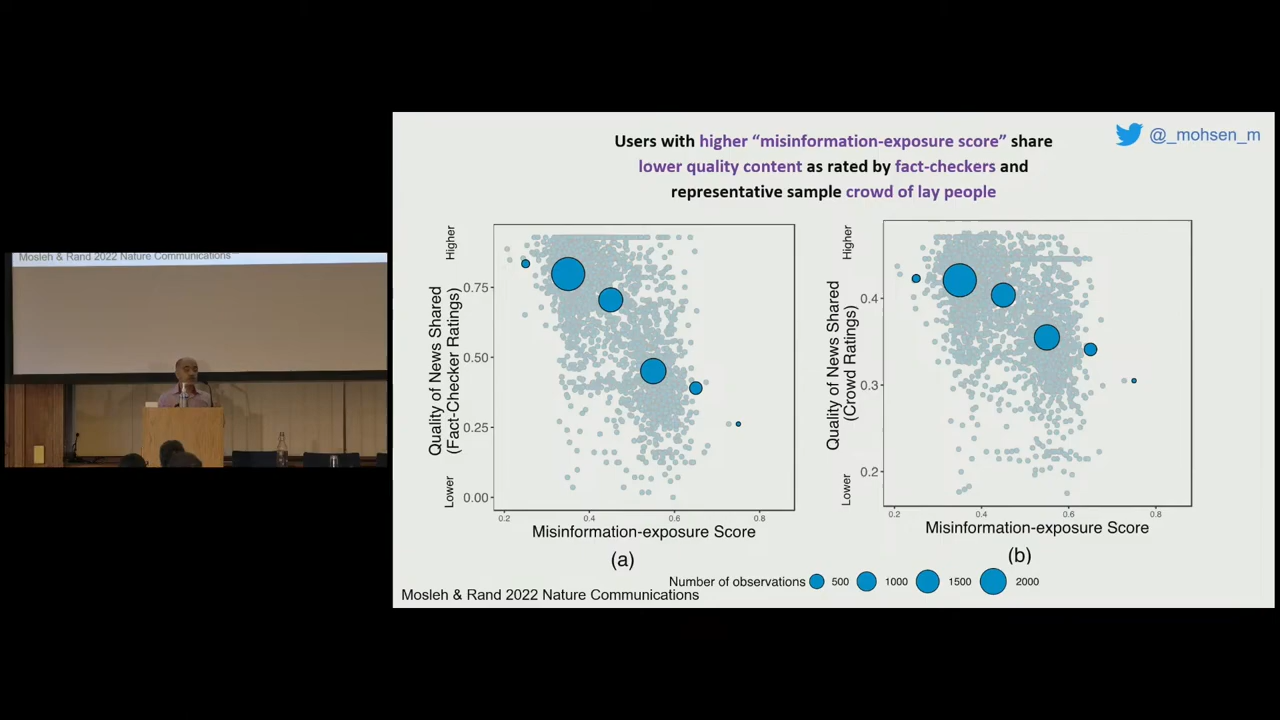 Users with higher “misinformation-exposure score” share
lower quality content as rated by fact-checkers and
representative sample crowd of lay people
@_mohsen_m
Mosleh & Rand 2022 Nature Communications
Higher
Quality of News Shared
(Fact-Checker Ratings)
Lower
0.75
0.50
0.25
0.00
0.2
0.4
0.6
0.8
Misinformation-exposure Score
(a)
Higher
Quality of News Shared
(Crowd Ratings)
Lower
0.4
0.3
0.2
0.2
0.4
0.6
0.8
Misinformation-exposure Score
(b)
Number of observations 500 1000 1500 2000
Mosleh & Rand 2022 Nature Communications